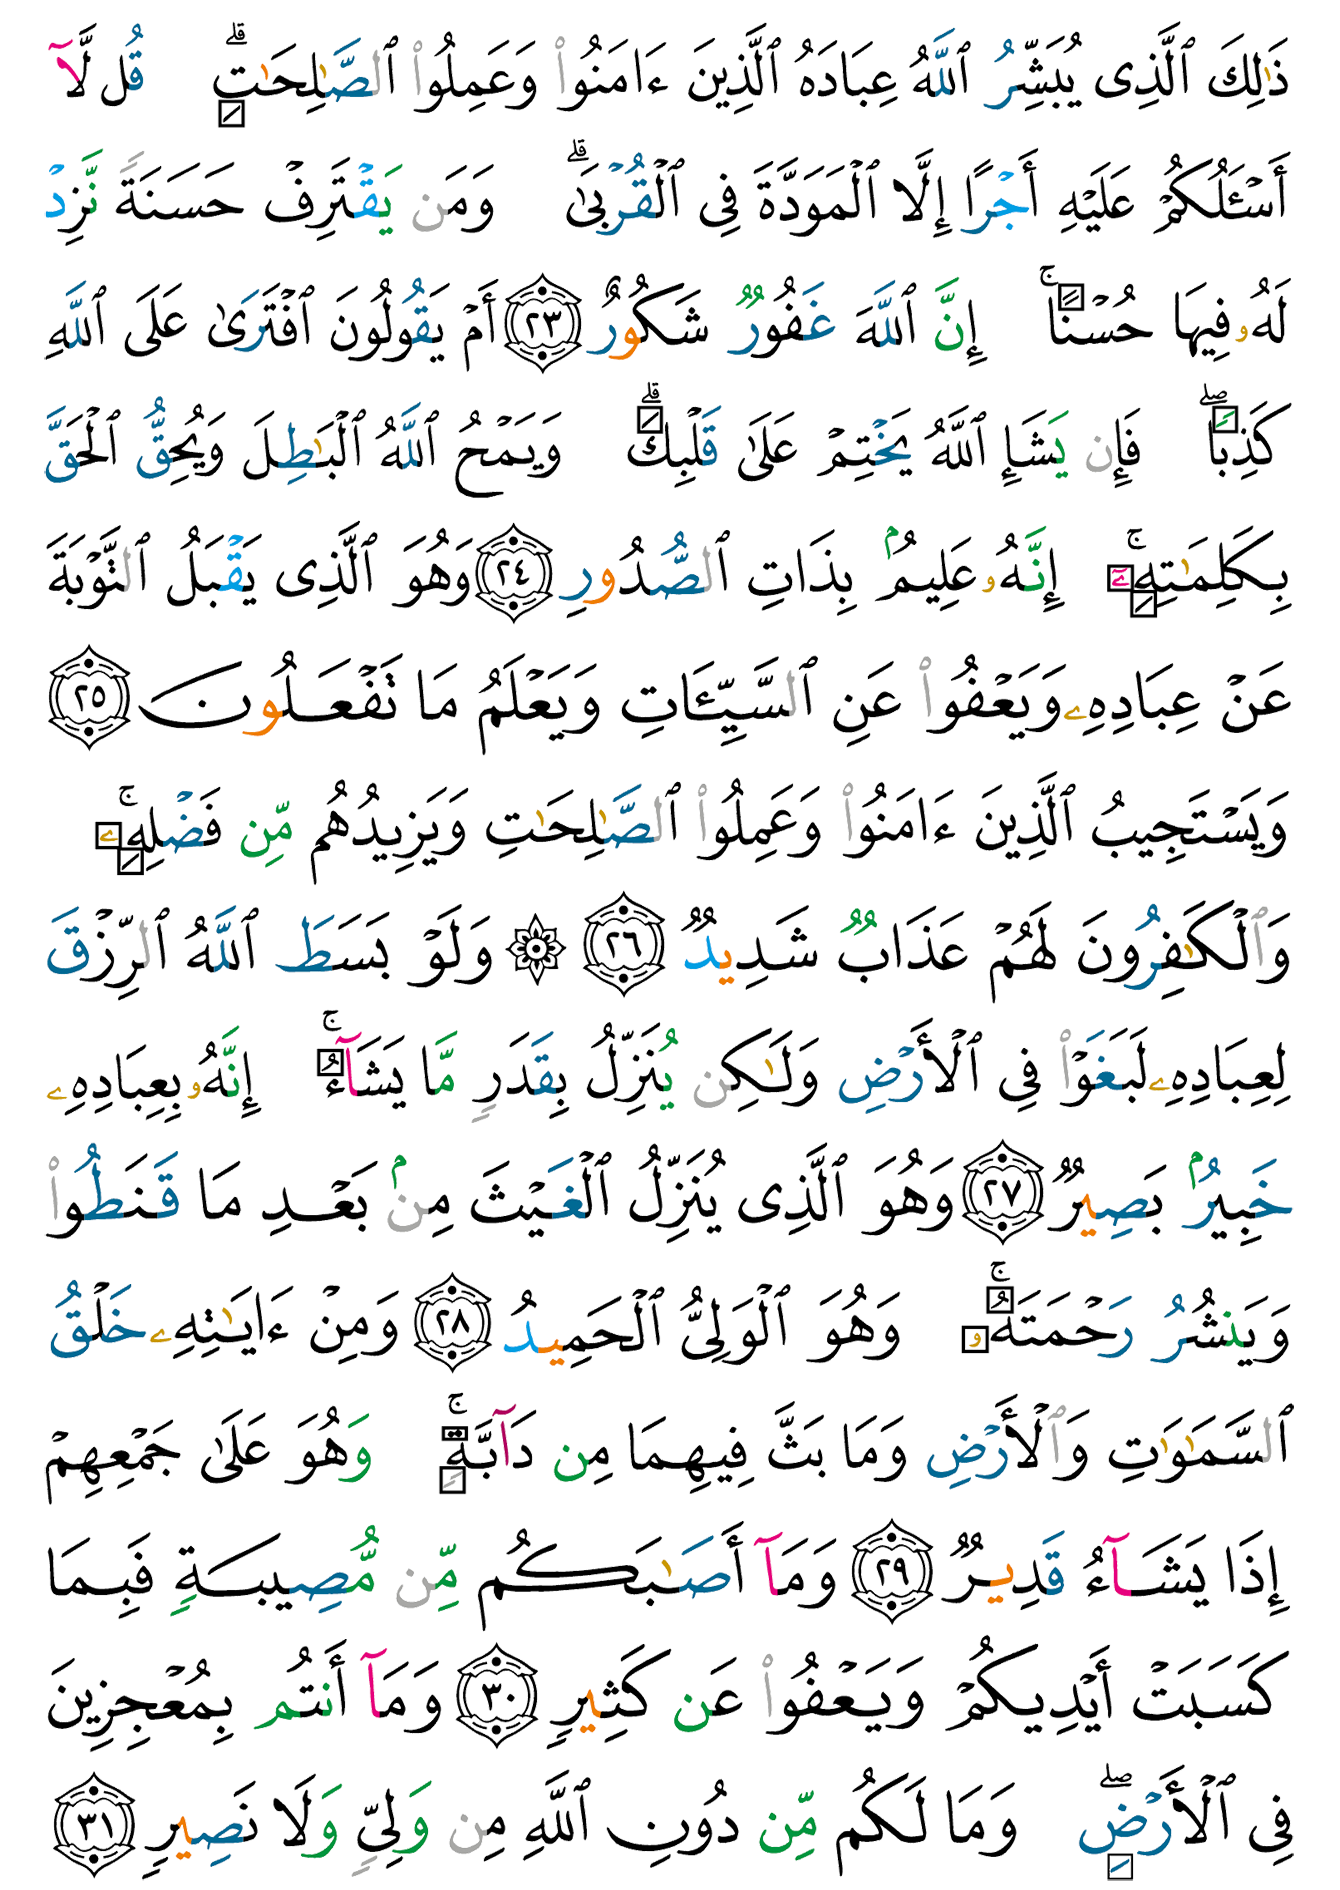 ذَٰلِكَ ٱلَّذِى يُبَشِّرُ ٱللَّهُ عِبَادَهُ ٱلَّذِينَ ءَامَنُوا۟ وَعَمِلُوا۟ ٱلصَّـٰلِحَـٰتِ ۗ قُل لَّآ
أَسْـَٔلُكُمْ عَلَيْهِ أَجْرًا إِلَّا ٱلْمَوَدَّةَ فِى ٱلْقُرْبَىٰ ۗ وَمَن يَقْتَرِفْ حَسَنَةً نَّزِدْ
لَهُۥ فِيهَا حُسْنًا ۚ إِنَّ ٱللَّهَ غَفُورٌ شَكُورٌ ٢٣ أَمْ يَقُولُونَ ٱفْتَرَىٰ عَلَى ٱللَّهِ
كَذِبًا ۖ فَإِن يَشَإِ ٱللَّهُ يَخْتِمْ عَلَىٰ قَلْبِكَ ۗ وَيَمْحُ ٱللَّهُ ٱلْبَـٰطِلَ وَيُحِقُّ ٱلْحَقَّ
بِكَلِمَـٰتِهِۦٓ ۚ إِنَّهُۥ عَلِيمٌۢ بِذَاتِ ٱلصُّدُورِ ٢٤ وَهُوَ ٱلَّذِى يَقْبَلُ ٱلتَّوْبَةَ
عَنْ عِبَادِهِۦ وَيَعْفُوا۟ عَنِ ٱلسَّيِّـَٔاتِ وَيَعْلَمُ مَا تَفْعَلُونَ ٢٥
وَيَسْتَجِيبُ ٱلَّذِينَ ءَامَنُوا۟ وَعَمِلُوا۟ ٱلصَّـٰلِحَـٰتِ وَيَزِيدُهُم مِّن فَضْلِهِۦ ۚ
وَٱلْكَـٰفِرُونَ لَهُمْ عَذَابٌ شَدِيدٌ ٢٦ ۞ وَلَوْ بَسَطَ ٱللَّهُ ٱلرِّزْقَ
لِعِبَادِهِۦ لَبَغَوْا۟ فِى ٱلْأَرْضِ وَلَـٰكِن يُنَزِّلُ بِقَدَرٍ مَّا يَشَآءُ ۚ إِنَّهُۥ بِعِبَادِهِۦ
خَبِيرٌۢ بَصِيرٌ ٢٧ وَهُوَ ٱلَّذِى يُنَزِّلُ ٱلْغَيْثَ مِنۢ بَعْدِ مَا قَنَطُوا۟
وَيَنشُرُ رَحْمَتَهُۥ ۚ وَهُوَ ٱلْوَلِىُّ ٱلْحَمِيدُ ٢٨ وَمِنْ ءَايَـٰتِهِۦ خَلْقُ
ٱلسَّمَـٰوَٰتِ وَٱلْأَرْضِ وَمَا بَثَّ فِيهِمَا مِن دَآبَّةٍ ۚ وَهُوَ عَلَىٰ جَمْعِهِمْ
إِذَا يَشَآءُ قَدِيرٌ ٢٩ وَمَآ أَصَـٰبَكُم مِّن مُّصِيبَةٍ فَبِمَا
كَسَبَتْ أَيْدِيكُمْ وَيَعْفُوا۟ عَن كَثِيرٍ ٣٠ وَمَآ أَنتُم بِمُعْجِزِينَ
فِى ٱلْأَرْضِ ۖ وَمَا لَكُم مِّن دُونِ ٱللَّهِ مِن وَلِىٍّ وَلَا نَصِيرٍ ٣١